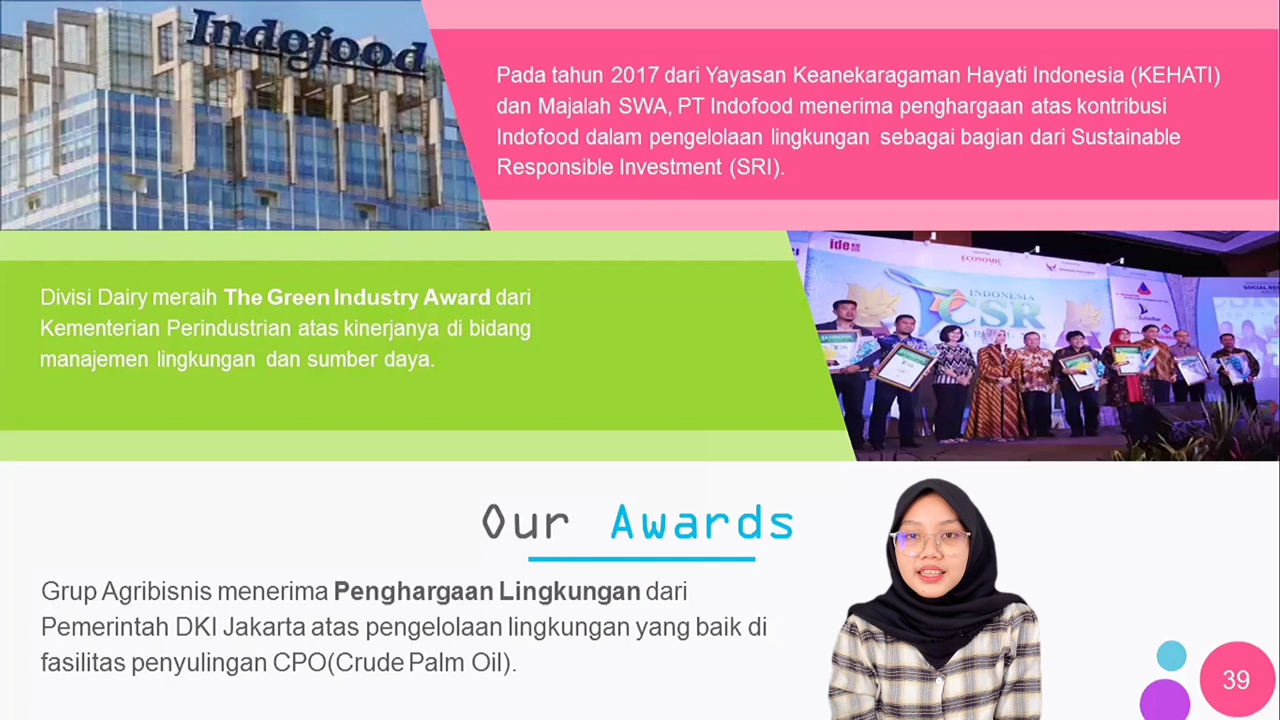 Indofood
Pada tahun 2017 dari Yayasan Keanekaragaman Hayati Indonesia (KEHATI)
dan Majalah SWA, PT Indofood menerima penghargaan atas kontribusi
Indofood dalam pengelolaan lingkungan sebagai bagian dari Sustainable
Responsible Investment (SRI).
Divisi Dairy meraih The Green Industry Award dari
Kementerian Perindustrian atas kinerjanya di bidang
manajemen lingkungan dan sumber daya.
ide
ECONOMIC
INDONESIA
CSR
Our Awards
Grup Agribisnis menerima Penghargaan Lingkungan dari
Pemerintah DKI Jakarta atas pengelolaan lingkungan yang baik di
fasilitas penyulingan CPO(Crude Palm Oil).
39